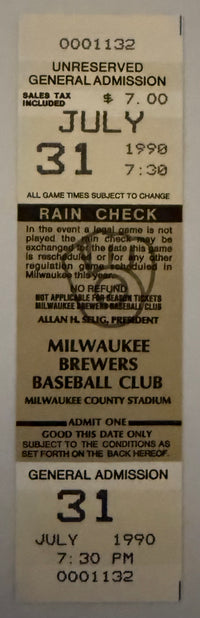 0001132
UNRESERVED
GENERAL ADMISSION
SALES TAX
INCLUDED
$ 7.00
JULY
31
1990
7:30
ALL GAME TIMES SUBJECT TO CHANGE
RAIN CHECK
In the event a legal game is not
played the rain check may be
exchanged for the date this game
is rescheduled or for any other
regulation game scheduled in
Milwaukee this year.
NO REFUND
NOT APPLICABLE FOR SEASON TICKETS
MILWAUKEE BREWERS BASEBALL CLUB
ALLAN H. SELIG, PRESIDENT
MILWAUKEE
BREWERS
BASEBALL CLUB
MILWAUKEE COUNTY STADIUM
ADMIT ONE
GOOD THIS DATE ONLY
SUBJECT TO THE CONDITIONS AS
SET FORTH ON THE BACK HEREOF.
GENERAL ADMISSION
31
JULY 1990
7:30 PM
0001132